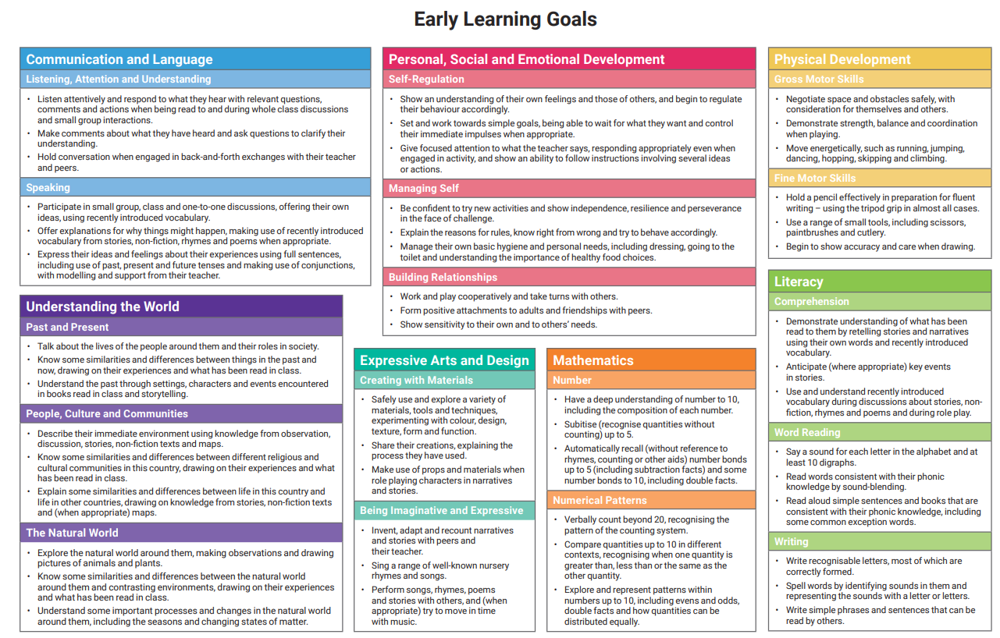 Early Learning Goals
Communication and Language
Listening, Attention and Understanding
• Listen attentively and respond to what they hear with relevant questions,
comments and actions when being read to and during whole class discussions
and small group interactions.
• Make comments about what they have heard and ask questions to clarify their
understanding.
• Hold conversation when engaged in back-and-forth exchanges with their teacher
and peers.
Speaking
• Participate in small group, class and one-to-one discussions, offering their own
ideas, using recently introduced vocabulary.
• Offer explanations for why things might happen, making use of recently introduced
vocabulary from stories, non-fiction, rhymes and poems when appropriate.
• Express their ideas and feelings about their experiences using full sentences,
including use of past, present and future tenses and making use of conjunctions,
with modelling and support from their teacher.
Personal, Social and Emotional Development
Self-Regulation
• Show an understanding of their own feelings and those of others, and begin to regulate
their behaviour accordingly.
• Set and work towards simple goals, being able to wait for what they want and control
their immediate impulses when appropriate.
• Give focused attention to what the teacher says, responding appropriately even when
engaged in activity, and show an ability to follow instructions involving several ideas
or actions.
Managing Self
• Be confident to try new activities and show independence, resilience and perseverance
in the face of challenge.
• Explain the reasons for rules, know right from wrong and try to behave accordingly.
• Manage their own basic hygiene and personal needs, including dressing, going to the
toilet and understanding the importance of healthy food choices.
Building Relationships
• Work and play cooperatively and take turns with others.
• Form positive attachments to adults and friendships with peers.
• Show sensitivity to their own and to others’ needs.
Physical Development
Gross Motor Skills
• Negotiate space and obstacles safely, with
consideration for themselves and others.
• Demonstrate strength, balance and coordination
when playing.
• Move energetically, such as running, jumping,
dancing, hopping, skipping and climbing.
Fine Motor Skills
• Hold a pencil effectively in preparation for fluent
writing – using the tripod grip in almost all cases.
• Use a range of small tools, including scissors,
paintbrushes and cutlery.
• Begin to show accuracy and care when drawing.
Understanding the World
Past and Present
• Talk about the lives of the people around them and their roles in society.
• Know some similarities and differences between things in the past and
now, drawing on their experiences and what has been read in class.
• Understand the past through settings, characters and events encountered
in books read in class and storytelling.
People, Culture and Communities
• Describe their immediate environment using knowledge from observation,
discussion, stories, non-fiction texts and maps.
• Know some similarities and differences between different religious and
cultural communities in this country, drawing on their experiences and what
has been read in class.
• Explain some similarities and differences between life in this country and
life in other countries, drawing on knowledge from stories, non-fiction texts
and (when appropriate) maps.
The Natural World
• Explore the natural world around them, making observations and drawing
pictures of animals and plants.
• Know some similarities and differences between the natural world
around them and contrasting environments, drawing on their experiences
and what has been read in class.
• Understand some important processes and changes in the natural world
around them, including the seasons and changing states of matter.
Expressive Arts and Design
Creating with Materials
• Safely use and explore a variety of
materials, tools and techniques,
experimenting with colour, design,
texture, form and function.
• Share their creations, explaining the
process they have used.
• Make use of props and materials when
role playing characters in narratives
and stories.
Being Imaginative and Expressive
• Invent, adapt and recount narratives
and stories with peers and
their teacher.
• Sing a range of well-known nursery
rhymes and songs.
• Perform songs, rhymes, poems
and stories with others, and (when
appropriate) try to move in time
with music.
Mathematics
Number
• Have a deep understanding of number to 10,
including the composition of each number.
• Subitise (recognise quantities without
counting) up to 5.
• Automatically recall (without reference to
rhymes, counting or other aids) number bonds
up to 5 (including subtraction facts) and some
number bonds to 10, including double facts.
Numerical Patterns
• Verbally count beyond 20, recognising the
pattern of the counting system.
• Compare quantities up to 10 in different
contexts, recognising when one quantity is
greater than, less than or the same as the
other quantity.
• Explore and represent patterns within
numbers up to 10, including evens and odds,
double facts and how quantities can be
distributed equally.
Literacy
Comprehension
• Demonstrate understanding of what has been
read to them by retelling stories and narratives
using their own words and recently introduced
vocabulary.
• Anticipate (where appropriate) key events
in stories.
• Use and understand recently introduced
vocabulary during discussions about stories, non-
fiction, rhymes and poems and during role play.
Word Reading
• Say a sound for each letter in the alphabet and at
least 10 digraphs.
• Read words consistent with their phonic
knowledge by sound-blending.
• Read aloud simple sentences and books that are
consistent with their phonic knowledge, including
some common exception words.
Writing
• Write recognisable letters, most of which are
correctly formed.
• Spell words by identifying sounds in them and
representing the sounds with a letter or letters.
• Write simple phrases and sentences that can be
read by others.